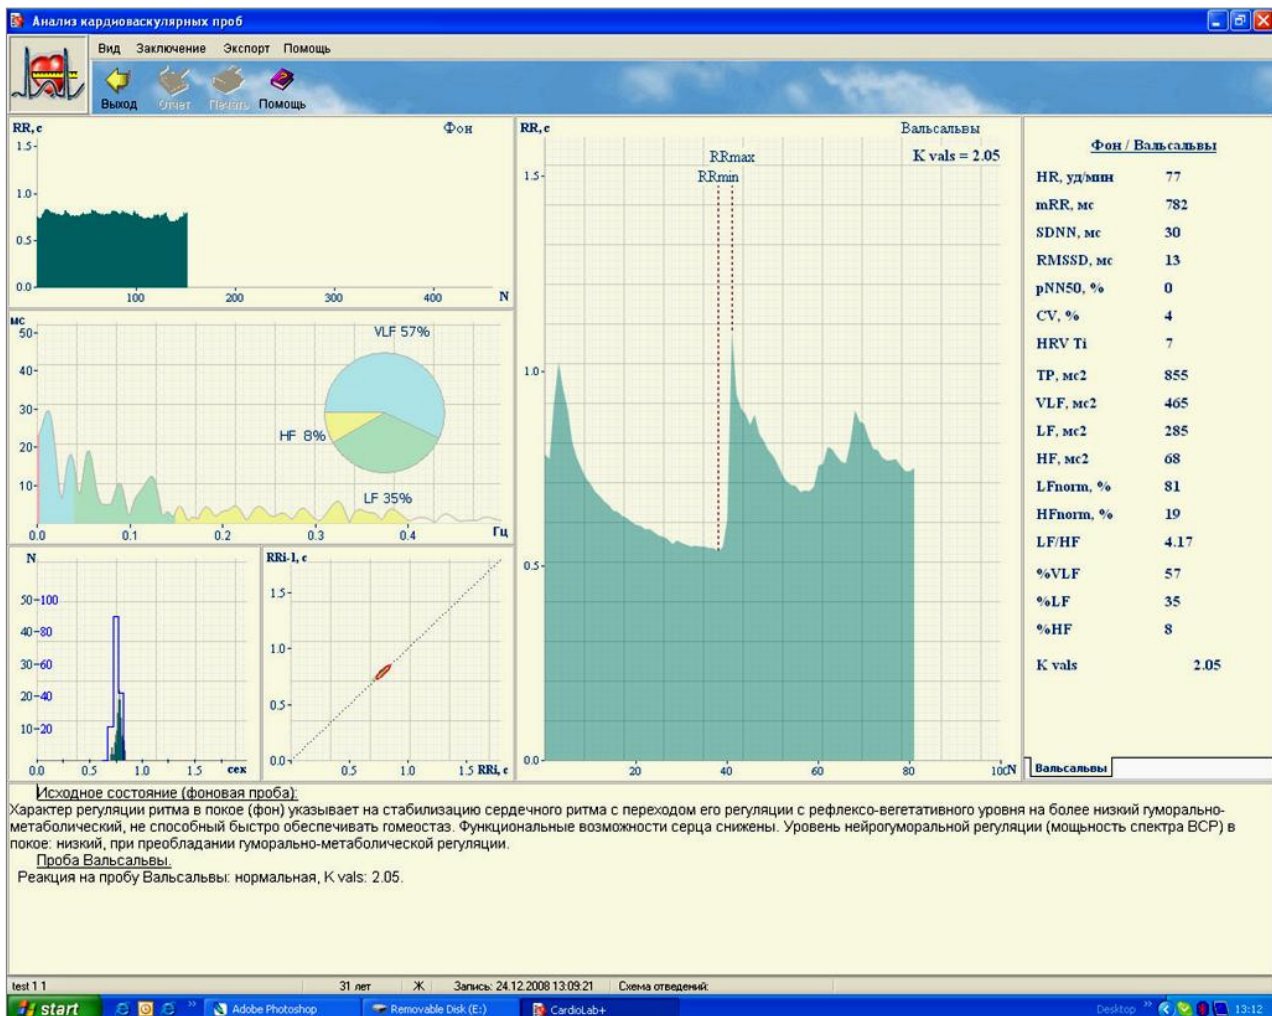 Анализ кардиоваскулярных проб
Вид Заключение Экспорт Помощь
Выход Отчет Печать Помощь
RR, с Фон
1.5
1.0
0.5
0.0
100 200 300 400 N
мс
50
40
30
20
10
VLF 57%
HF 8%
LF 35%
0.0 0.1 0.2 0.3 0.4 Гц
N
50-100
40-80
30-60
20-40
10-20
0.0 0.5 1.0 1.5 сек
RRi-1, с
1.5
1.0
0.5
0.0
0.5 1.0 1.5 RRi, с
RR, с Вальсальвы
K vals = 2.05
RRmax
RRmin
1.5
1.0
0.5
0.0
20 40 60 80 100 N
Фон / Вальсальвы
HR, уд/мин 77
mRR, мс 782
SDNN, мс 30
RMSSD, мс 13
pNN50, % 0
CV, % 4
HRV Ti 7
TP, мс2 855
VLF, мс2 465
LF, мс2 285
HF, мс2 68
LFnorm, % 81
HFnorm, % 19
LF/HF 4.17
%VLF 57
%LF 35
%HF 8
K vals 2.05
Вальсальвы
Исходное состояние (фоновая проба):
Характер регуляции ритма в покое (фон) указывает на стабилизацию сердечного ритма с переходом его регуляции с рефлексо-вегетативного уровня на более низкий гуморально-
метаболический, не способный быстро обеспечивать гомеостаз. Функциональные возможности серца снижены. Уровень нейрогуморальной регуляции (мощьность спектра ВСР) в
покое: низкий, при преобладании гуморально-метаболической регуляции.
Проба Вальсальвы.
Реакция на пробу Вальсальвы: нормальная, K vals: 2.05.
test 1 1 31 лет Ж Запись: 24.12.2008 13:09:21 Схема отведений:
start Adobe Photoshop Removable Disk (E:) CardioLab+ Desktop 13:12